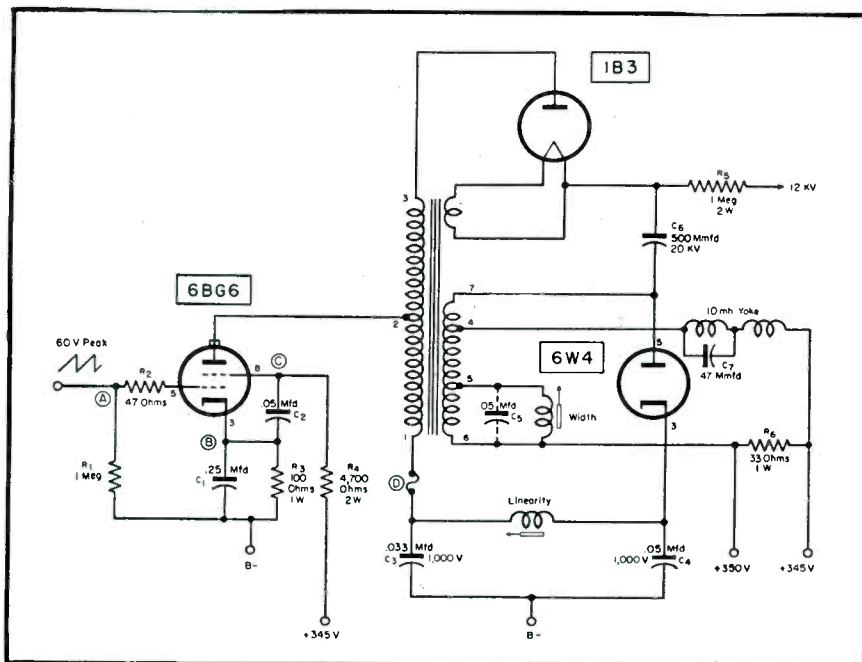 1B3
3
R5
1 Meg
2 W
12 KV
C6
500 Mmfd
20 KV
6BG6
7
10 mh Yoke
2
4
C7
47 Mmfd
60 V Peak
C
8
6W4
5
A
R2
47 Ohms
5
.05 Mfd
C2
3
B
5
.05
Mfd
C5
Width
6
3
R6
33 Ohms
1 W
R1
1 Meg
.25 Mfd
C1
R3
100
Ohms
1 W
R4
4,700
Ohms
2 W
1
D
Linearity
.033 Mfd
C3 1,000 V
.05 Mfd
1,000 V C4
B-
+345 V
B-
+350 V
+345 V